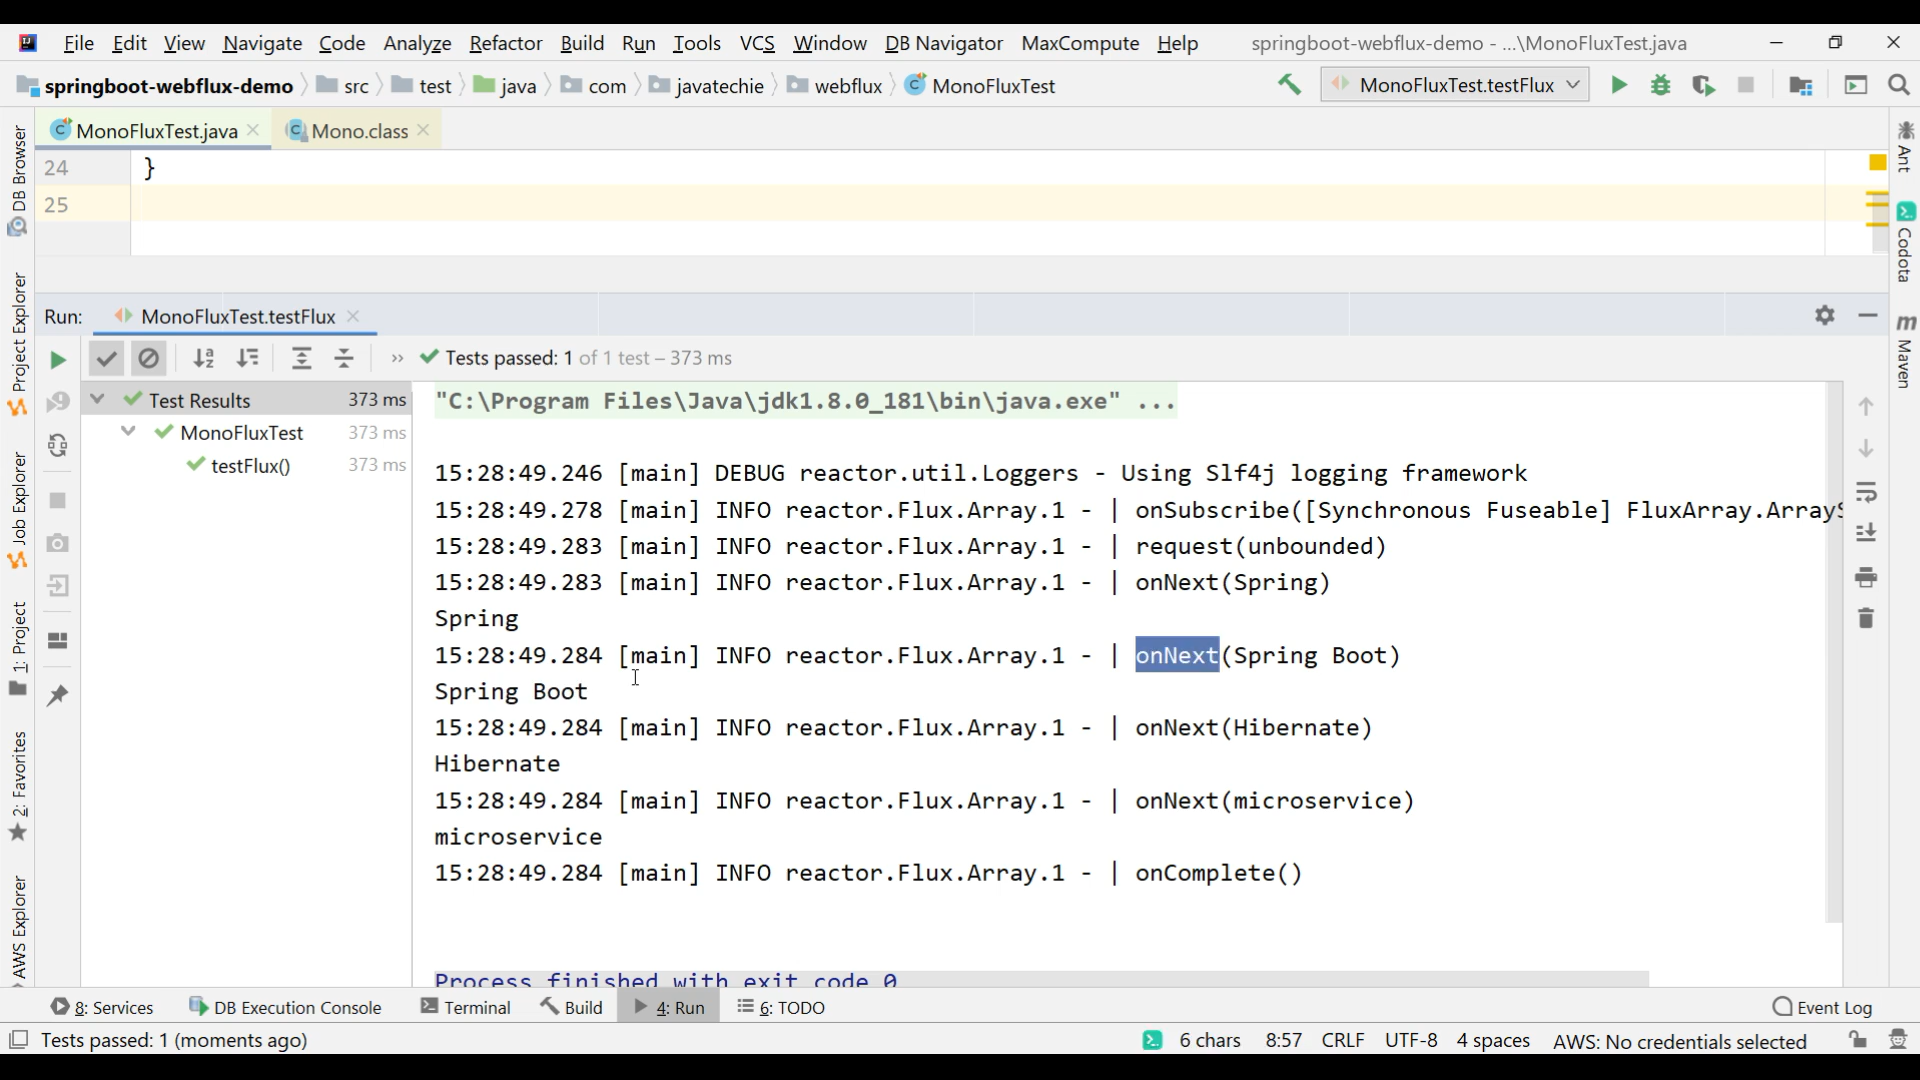 File Edit View Navigate Code Analyze Refactor Build Run Tools VCS Window DB Navigator MaxCompute Help springboot-webflux-demo - ...\MonoFluxTest.java
springboot-webflux-demo src test java com javatechie webflux MonoFluxTest MonoFluxTest.testFlux
MonoFluxTest.java Mono.class
24 }
25
Run: MonoFluxTest.testFlux
» Tests passed: 1 of 1 test – 373 ms
Test Results 373 ms
MonoFluxTest 373 ms
testFlux() 373 ms
"C:\Program Files\Java\jdk1.8.0_181\bin\java.exe" ...
15:28:49.246 [main] DEBUG reactor.util.Loggers - Using Slf4j logging framework
15:28:49.278 [main] INFO reactor.Flux.Array.1 - | onSubscribe([Synchronous Fuseable] FluxArray.ArrayS
15:28:49.283 [main] INFO reactor.Flux.Array.1 - | request(unbounded)
15:28:49.283 [main] INFO reactor.Flux.Array.1 - | onNext(Spring)
Spring
15:28:49.284 [main] INFO reactor.Flux.Array.1 - | onNext(Spring Boot)
Spring Boot
15:28:49.284 [main] INFO reactor.Flux.Array.1 - | onNext(Hibernate)
Hibernate
15:28:49.284 [main] INFO reactor.Flux.Array.1 - | onNext(microservice)
microservice
15:28:49.284 [main] INFO reactor.Flux.Array.1 - | onComplete()
Process finished with exit code 0
DB Browser
Project Explorer
Job Explorer
1: Project
2: Favorites
AWS Explorer
Ant
Codota
Maven
8: Services DB Execution Console Terminal Build 4: Run 6: TODO Event Log
Tests passed: 1 (moments ago) 6 chars 8:57 CRLF UTF-8 4 spaces AWS: No credentials selected